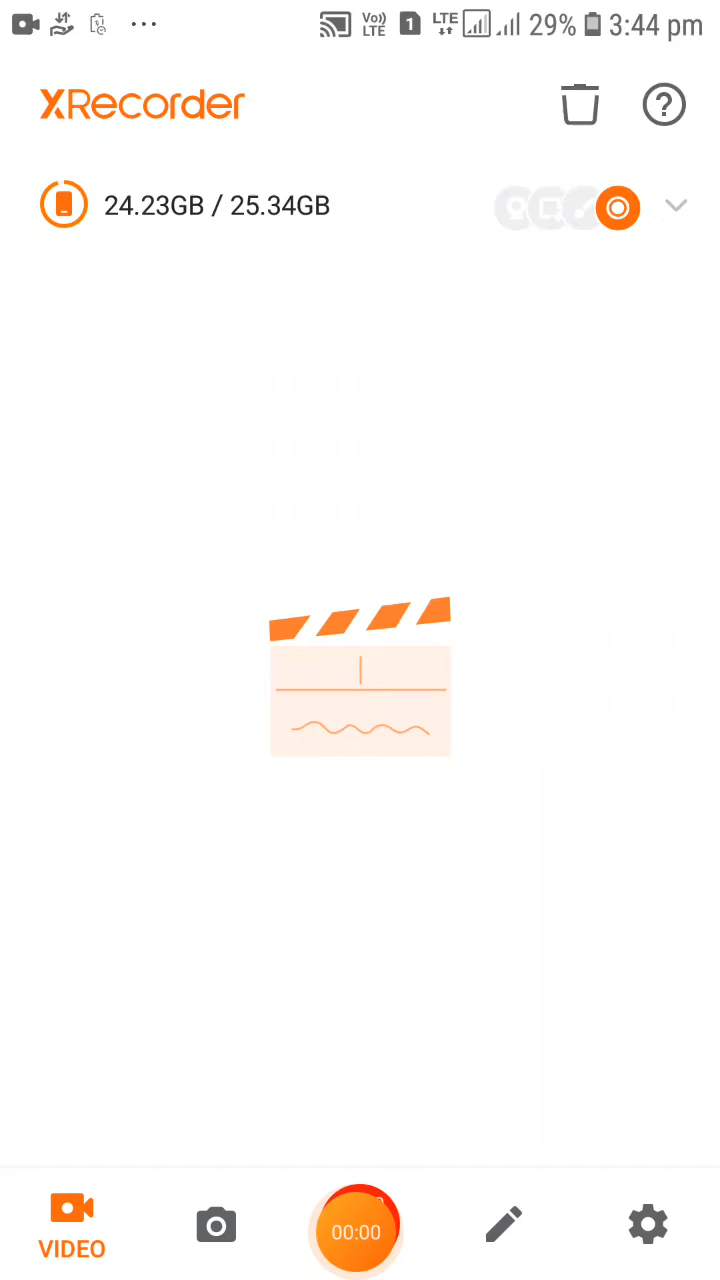 Vo)) LTE 1 LTE 29% 3:44 pm
XRecorder
24.23GB / 25.34GB
00:00
VIDEO